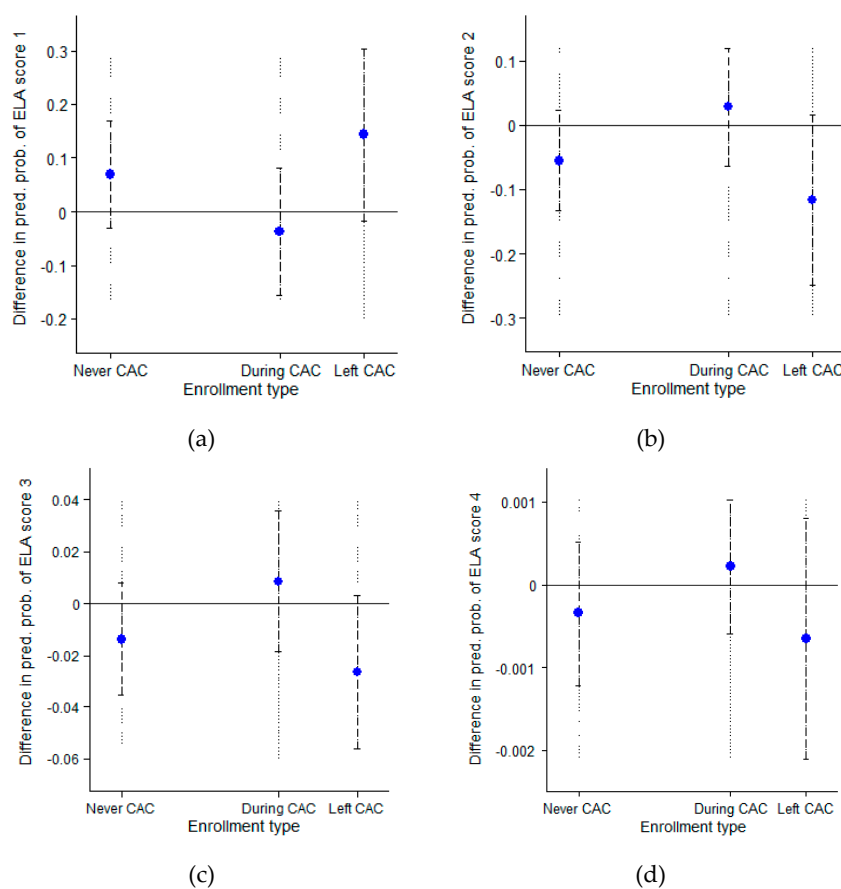 Difference in pred. prob. of ELA score 1
0.3
0.2
0.1
0
-0.1
-0.2
Never CAC During CAC Left CAC
Enrollment type
(a)
Difference in pred. prob. of ELA score 2
0.1
0
-0.1
-0.2
-0.3
Never CAC During CAC Left CAC
Enrollment type
(b)
Difference in pred. prob. of ELA score 3
0.04
0.02
0
-0.02
-0.04
-0.06
Never CAC During CAC Left CAC
Enrollment type
(c)
Difference in pred. prob. of ELA score 4
0.001
0
-0.001
-0.002
Never CAC During CAC Left CAC
Enrollment type
(d)